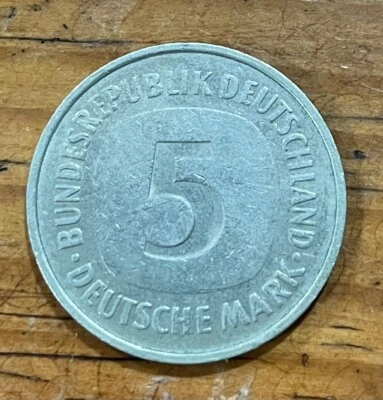 BUNDESREPUBLIK DEUTSCHLAND
5
· DEUTSCHE MARK ·